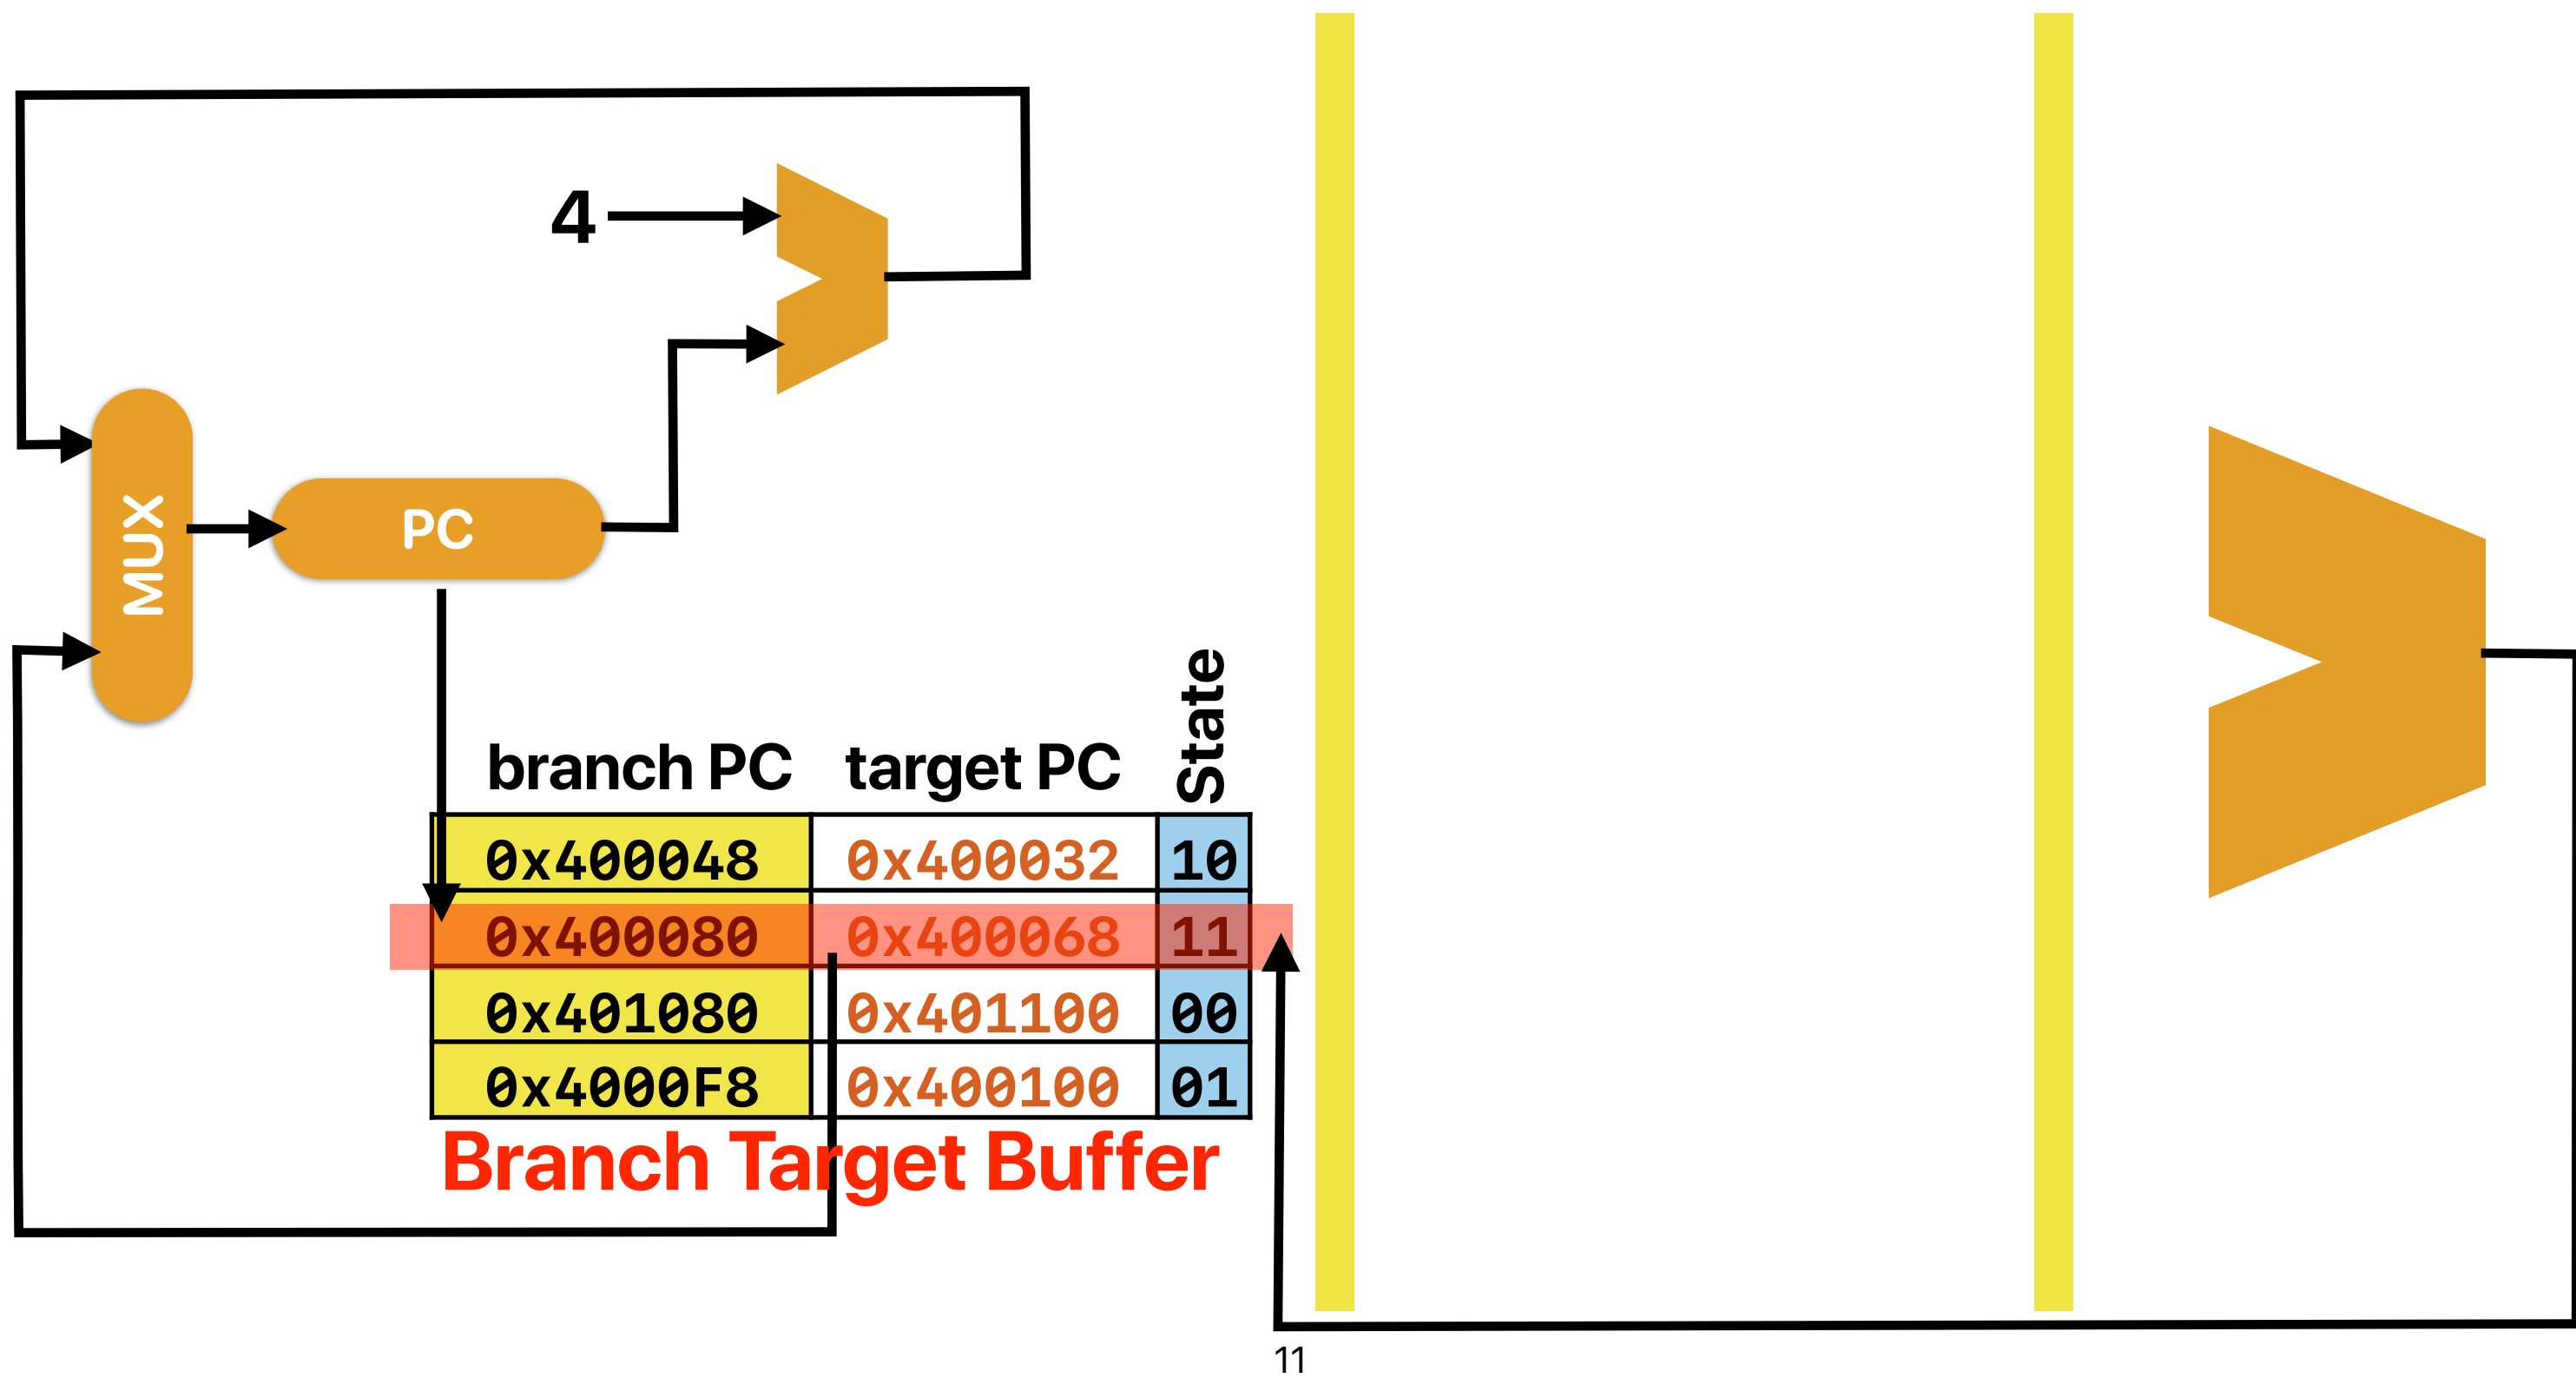 4
MUX
PC
branch PC target PC State
0x400048 0x400032 10
0x400080 0x400068 11
0x401080 0x401100 00
0x4000F8 0x400100 01
Branch Target Buffer
11